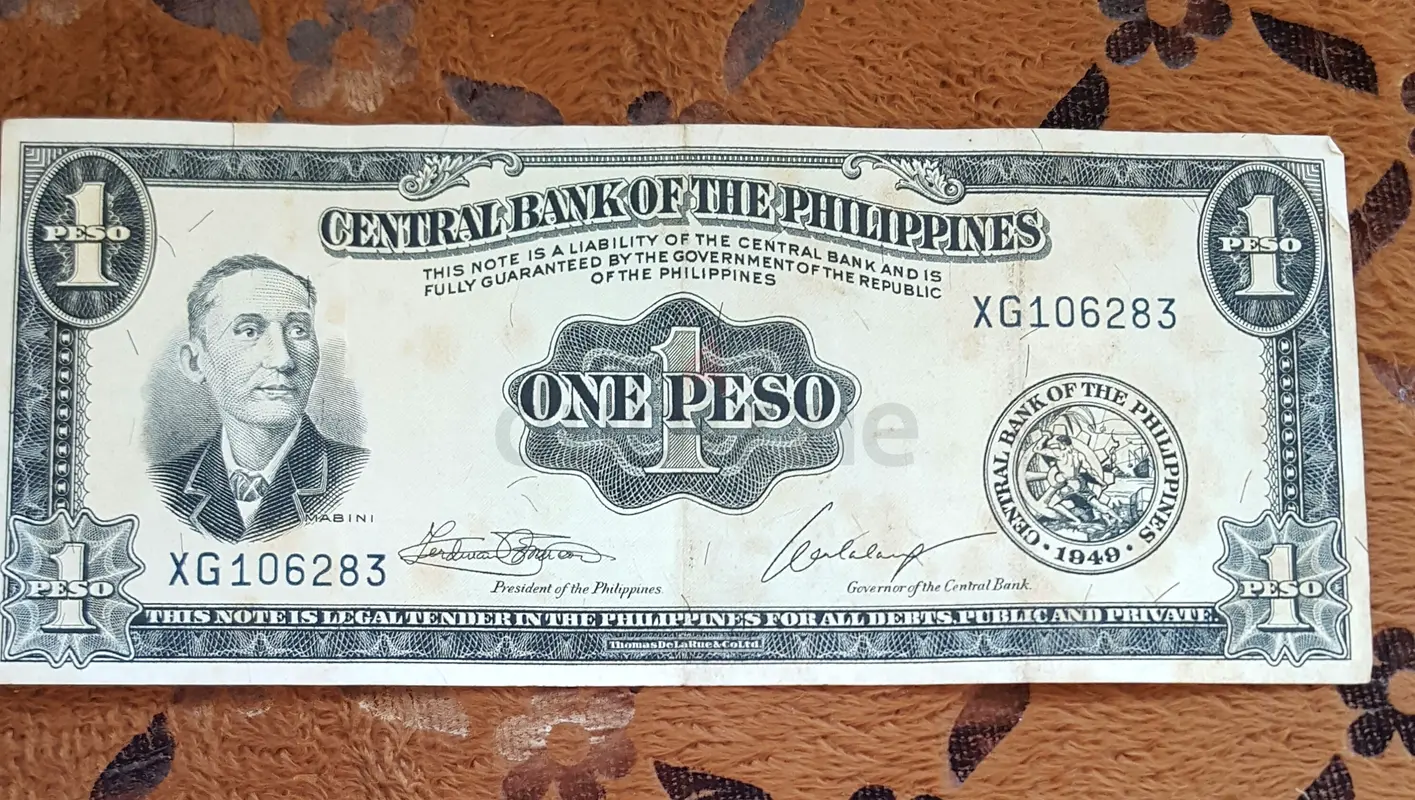 1
PESO
1
PESO
CENTRAL BANK OF THE PHILIPPINES
THIS NOTE IS A LIABILITY OF THE CENTRAL BANK AND IS
FULLY GUARANTEED BY THE GOVERNMENT OF THE REPUBLIC
OF THE PHILIPPINES
XG106283
1
ONE PESO
CENTRAL BANK OF THE PHILIPPINES
· 1949 ·
MABINI
XG106283
President of the Philippines.
Governor of the Central Bank.
1
PESO
1
PESO
THIS NOTE IS LEGAL TENDER IN THE PHILIPPINES FOR ALL DEBTS, PUBLIC AND PRIVATE.
Thomas De La Rue & Co Ltd